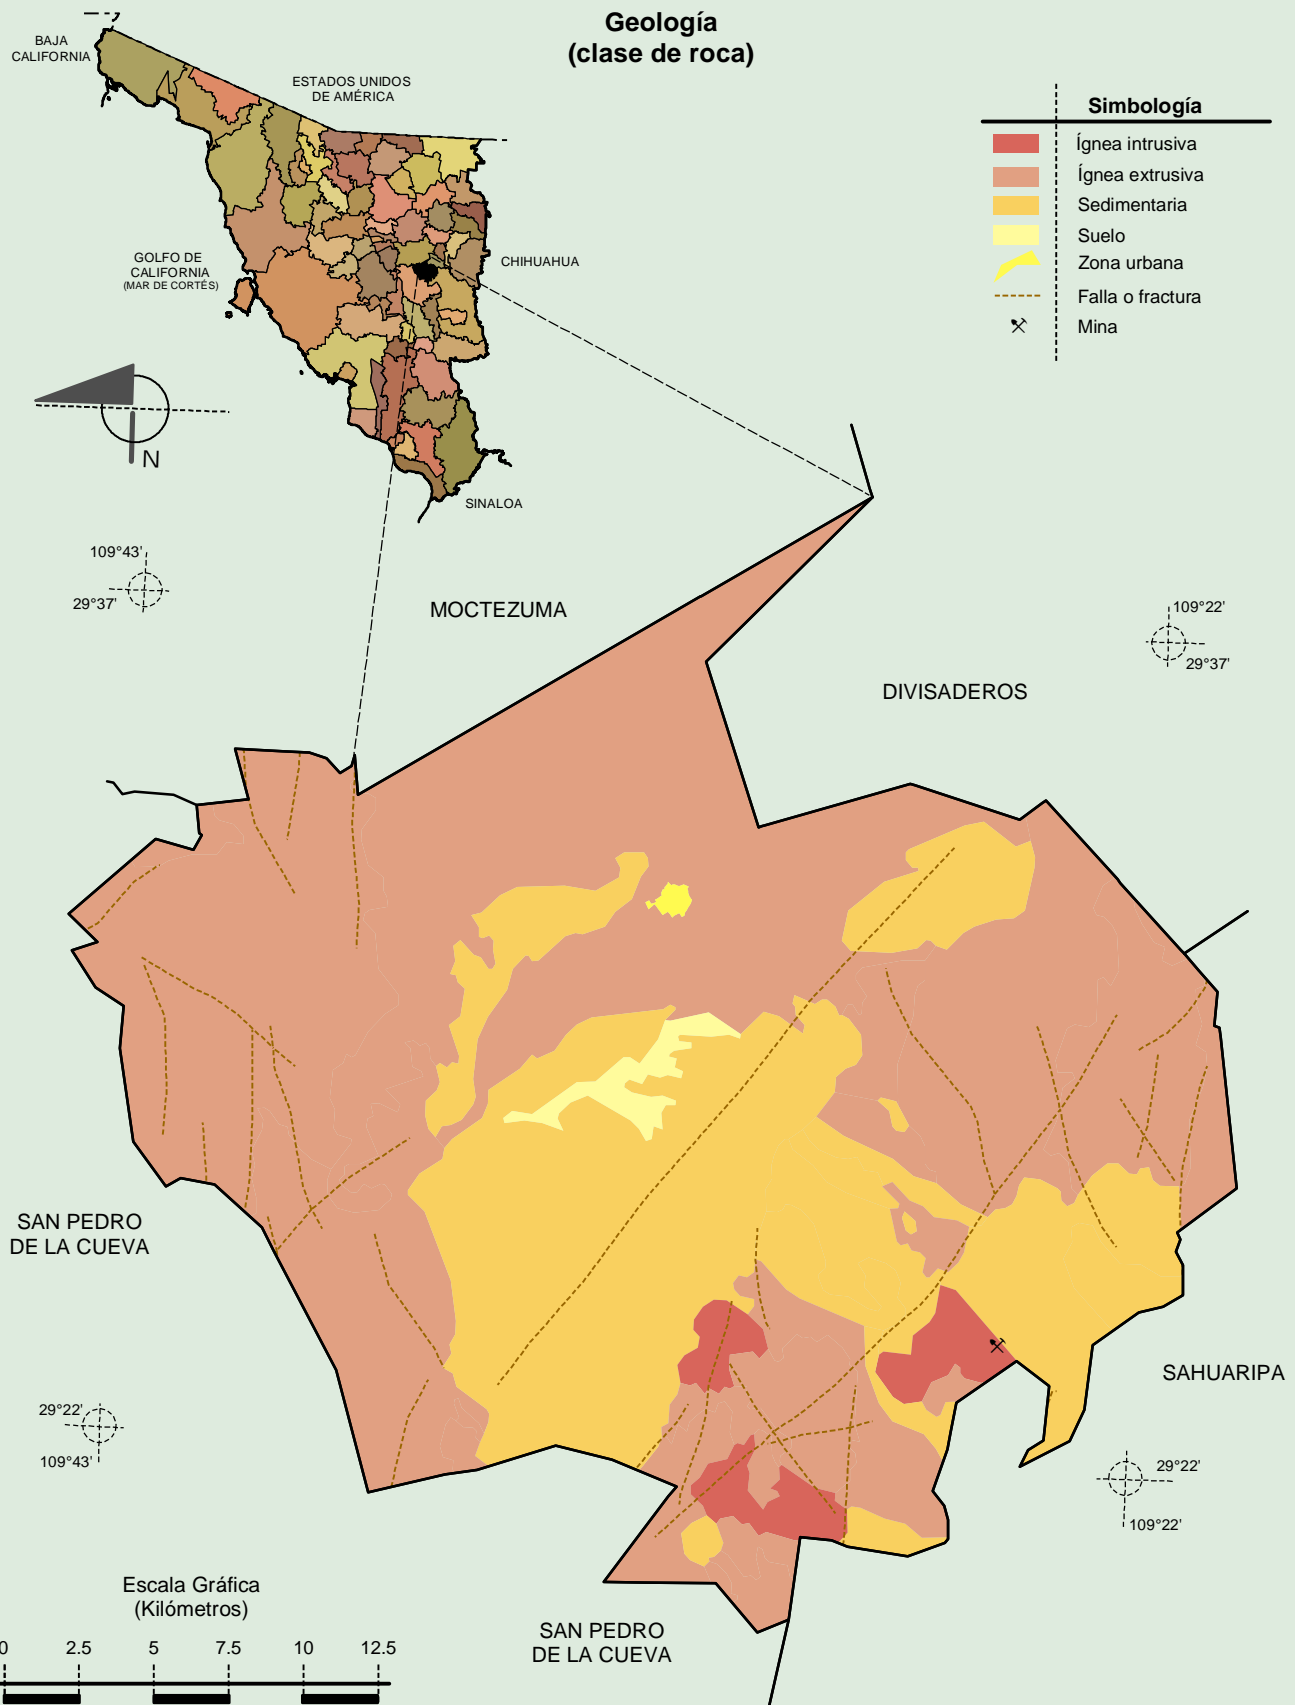 Geología
(clase de roca)
BAJA
CALIFORNIA
ESTADOS UNIDOS
DE AMÉRICA
GOLFO DE
CALIFORNIA
(MAR DE CORTÉS)
CHIHUAHUA
SINALOA
N
Simbología
Ígnea intrusiva
Ígnea extrusiva
Sedimentaria
Suelo
Zona urbana
Falla o fractura
Mina
109°43'
29°37'
MOCTEZUMA
109°22'
29°37'
DIVISADEROS
SAN PEDRO
DE LA CUEVA
SAHUARIPA
29°22'
109°43'
29°22'
109°22'
Escala Gráfica
(Kilómetros)
0 2.5 5 7.5 10 12.5
SAN PEDRO
DE LA CUEVA